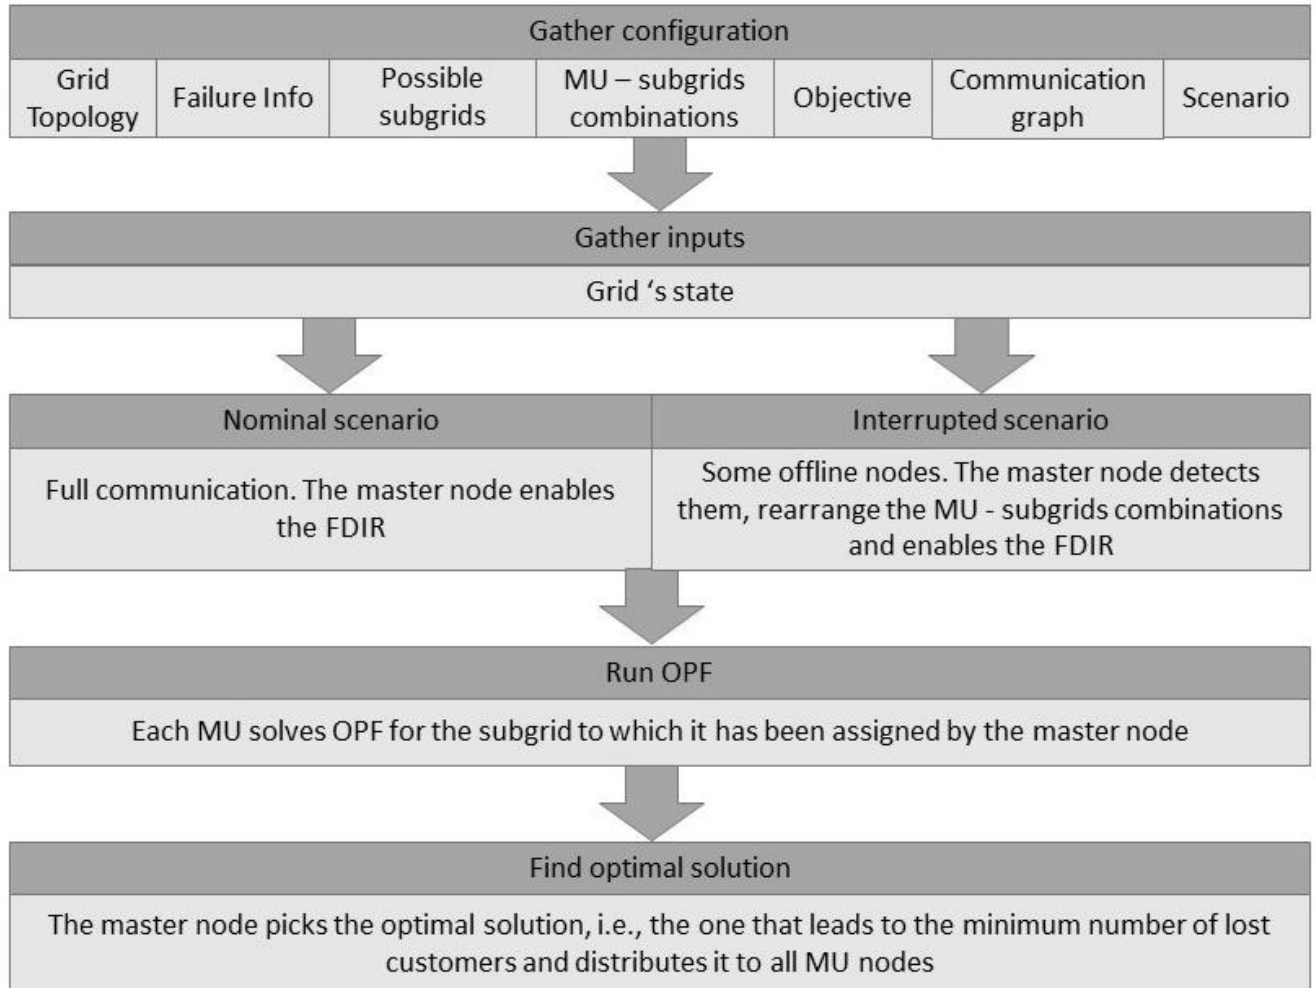 Gather configuration
Grid
Topology
Failure Info
Possible
subgrids
MU – subgrids
combinations
Objective
Communication
graph
Scenario
Gather inputs
Grid ‘s state
Nominal scenario
Full communication. The master node enables
the FDIR
Interrupted scenario
Some offline nodes. The master node detects
them, rearrange the MU - subgrids combinations
and enables the FDIR
Run OPF
Each MU solves OPF for the subgrid to which it has been assigned by the master node
Find optimal solution
The master node picks the optimal solution, i.e., the one that leads to the minimum number of lost
customers and distributes it to all MU nodes